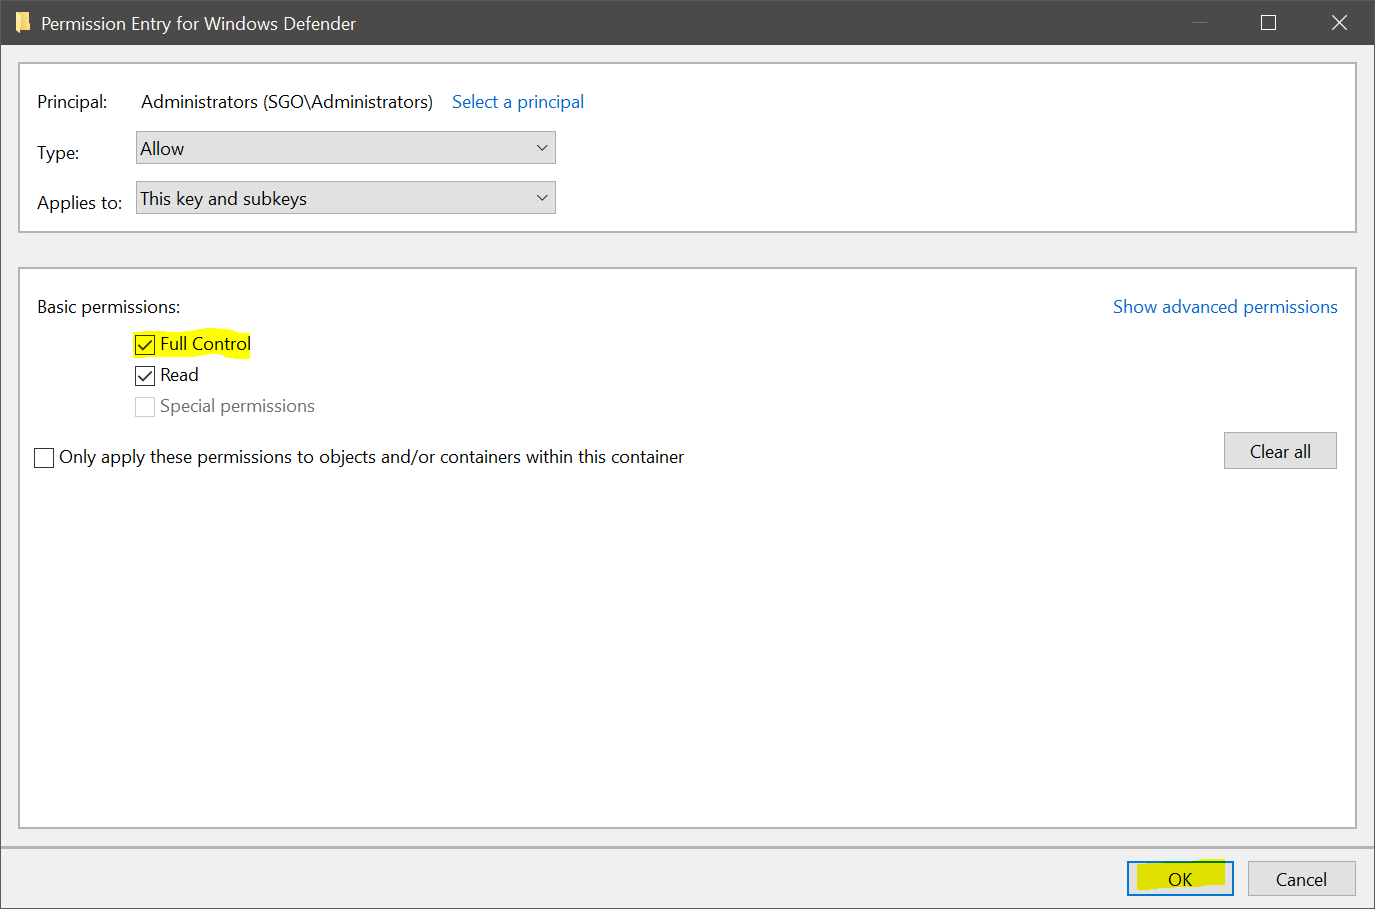 Permission Entry for Windows Defender
Principal: Administrators (SGO\Administrators) Select a principal
Type: Allow
Applies to: This key and subkeys
Basic permissions: Show advanced permissions
Full Control
Read
Special permissions
Only apply these permissions to objects and/or containers within this container
Clear all
OK Cancel